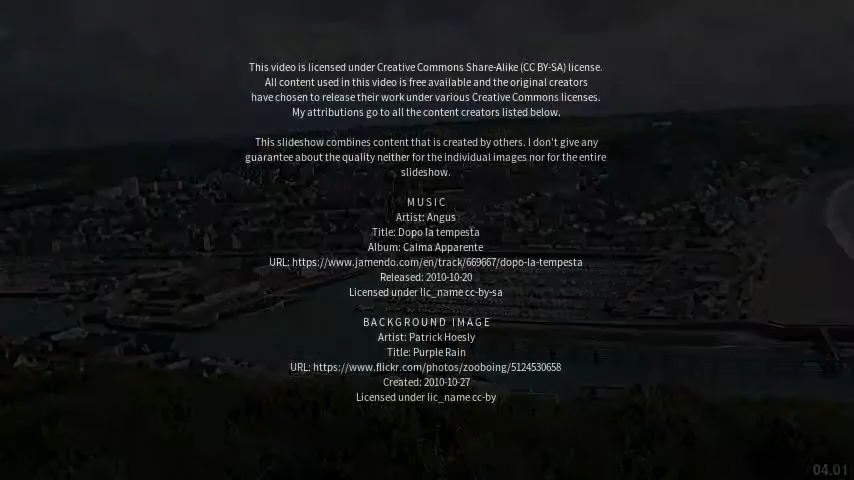 This video is licensed under Creative Commons Share-Alike (CC BY-SA) license.
All content used in this video is free available and the original creators
have chosen to release their work under various Creative Commons licenses.
My attributions go to all the content creators listed below.
This slideshow combines content that is created by others. I don't give any
guarantee about the quality neither for the individual images nor for the entire
slideshow.
MUSIC
Artist: Angus
Title: Dopo la tempesta
Album: Calma Apparente
URL: https://www.jamendo.com/en/track/669667/dopo-la-tempesta
Released: 2010-10-20
Licensed under lic_name cc-by-sa
BACKGROUND IMAGE
Artist: Patrick Hoesly
Title: Purple Rain
URL: https://www.flickr.com/photos/zooboing/5124530658
Created: 2010-10-27
Licensed under lic_name cc-by
04.01